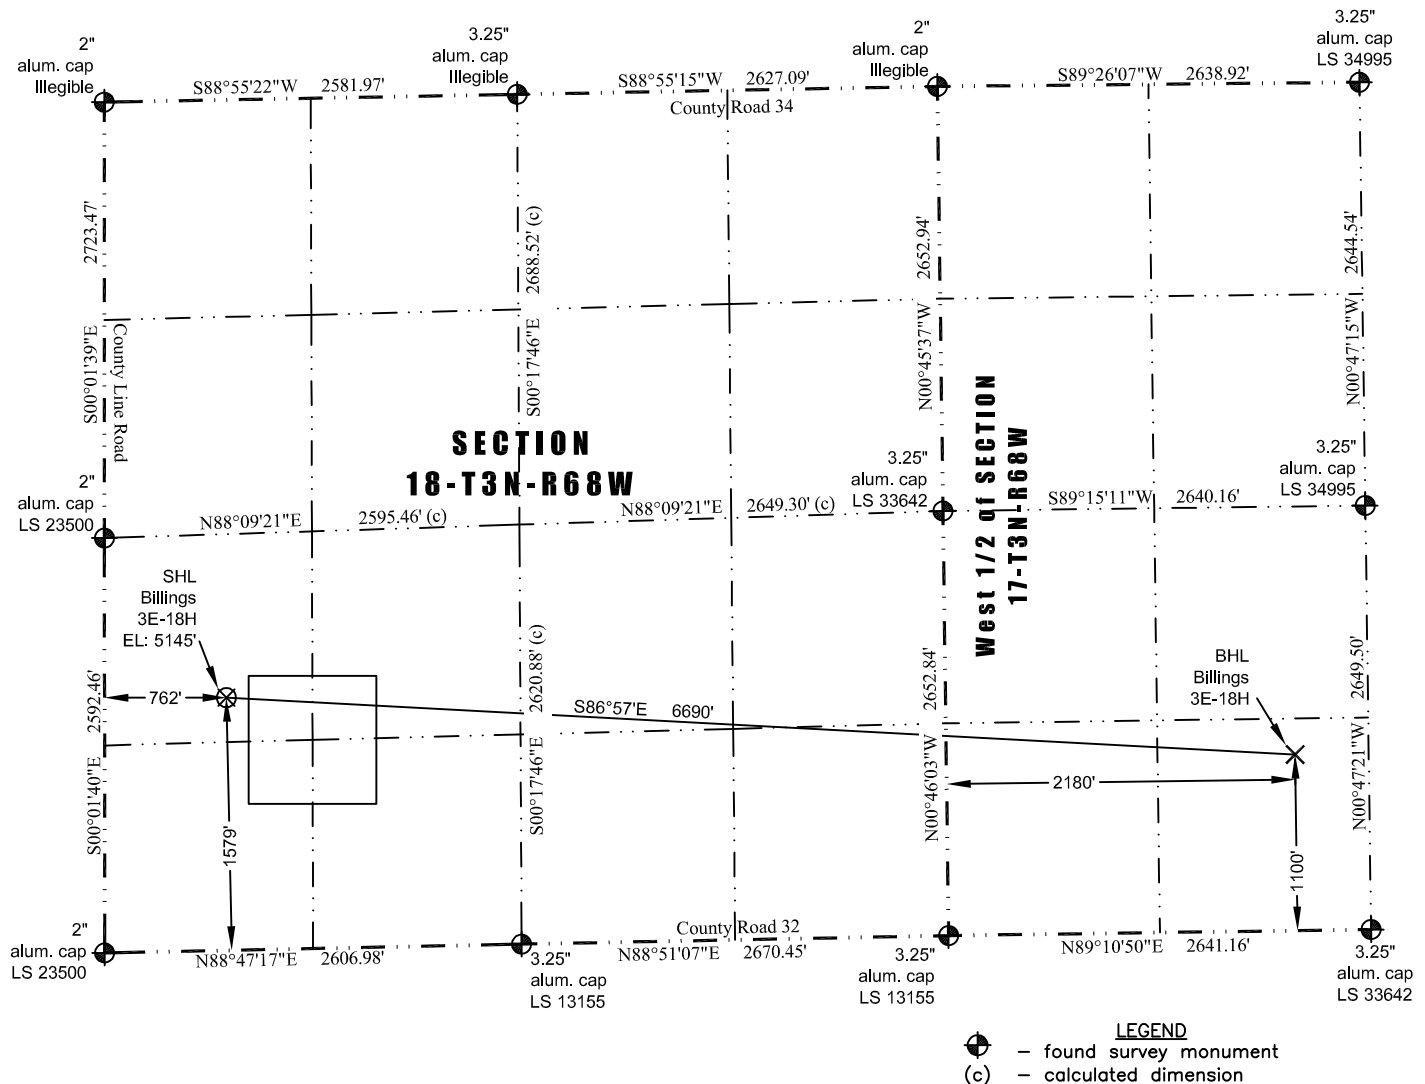 2"
alum. cap
Illegible
3.25"
alum. cap
Illegible
2"
alum. cap
Illegible
3.25"
alum. cap
LS 34995
S88°55'22"W 2581.97'
S88°55'15"W 2627.09'
S89°26'07"W 2638.92'
County Road 34
2723.47'
S00°01'39"E
County Line Road
2688.52' (c)
S00°17'46"E
2652.94'
N00°45'37"W
2644.54'
N00°47'15"W
SECTION
18-T3N-R68W
West 1/2 of SECTION
17-T3N-R68W
2"
alum. cap
LS 23500
3.25"
alum. cap
LS 33642
3.25"
alum. cap
LS 34995
N88°09'21"E 2595.46' (c)
N88°09'21"E 2649.30' (c)
S89°15'11"W 2640.16'
SHL
Billings
3E-18H
EL: 5145'
762'
1579'
2592.46'
S00°01'40"E
2620.88' (c)
S00°17'46"E
S86°57'E 6690'
2652.84'
N00°46'03"W
BHL
Billings
3E-18H
2180'
1100'
2649.50'
N00°47'21"W
2"
alum. cap
LS 23500
N88°47'17"E 2606.98'
3.25"
alum. cap
LS 13155
County Road 32
N88°51'07"E 2670.45'
3.25"
alum. cap
LS 13155
N89°10'50"E 2641.16'
3.25"
alum. cap
LS 33642
LEGEND
– found survey monument
(c) – calculated dimension